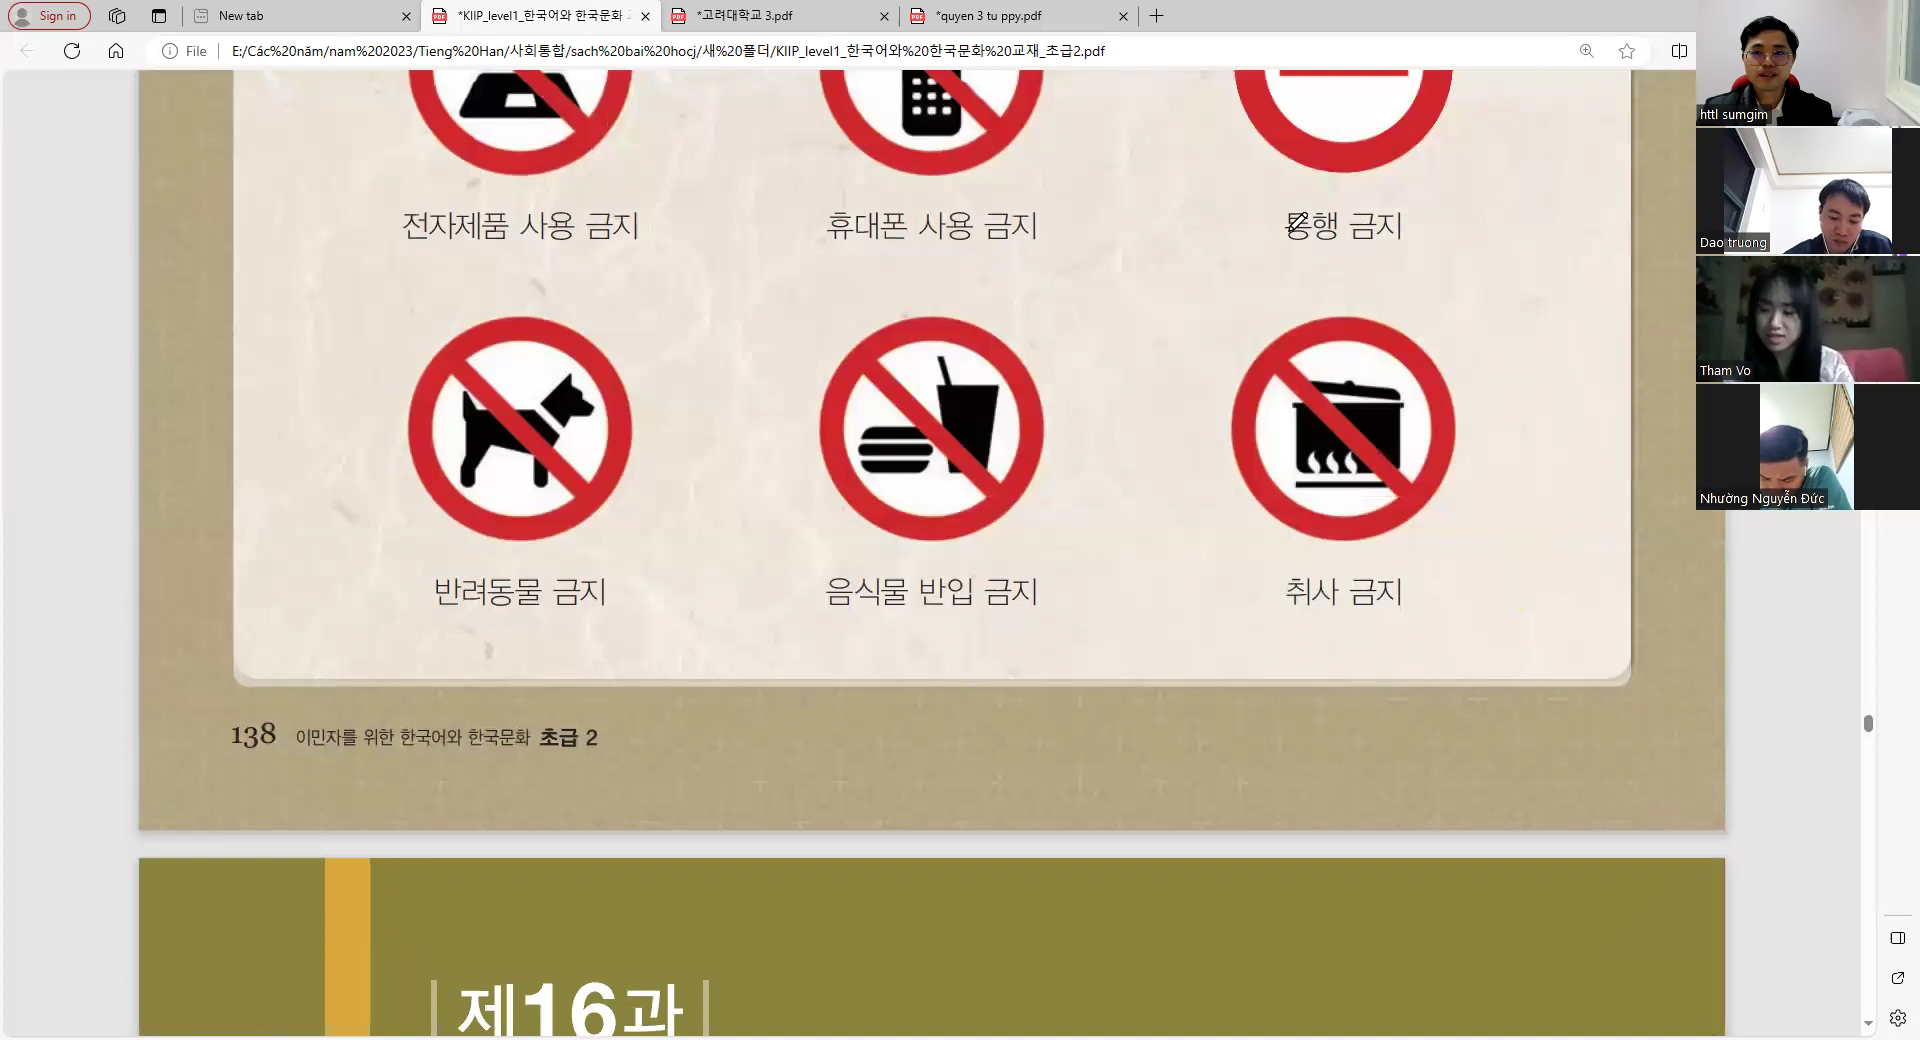 Sign in
New tab
*KIIP_level1_한국어와 한국문화
*고려대학교 3.pdf
*quyen 3 tu ppy.pdf
File
E:/Các%20năm/nam%202023/Tieng%20Han/사회통합/sach%20bai%20hocj/새%20폴더/KIIP_level1_한국어와%20한국문화%20교재_초급2.pdf
httl sumgim
Dao truong
Tham Vo
Nhường Nguyễn Đức
전자제품 사용 금지
휴대폰 사용 금지
통행 금지
반려동물 금지
음식물 반입 금지
취사 금지
138 이민자를 위한 한국어와 한국문화 초급 2
제16과